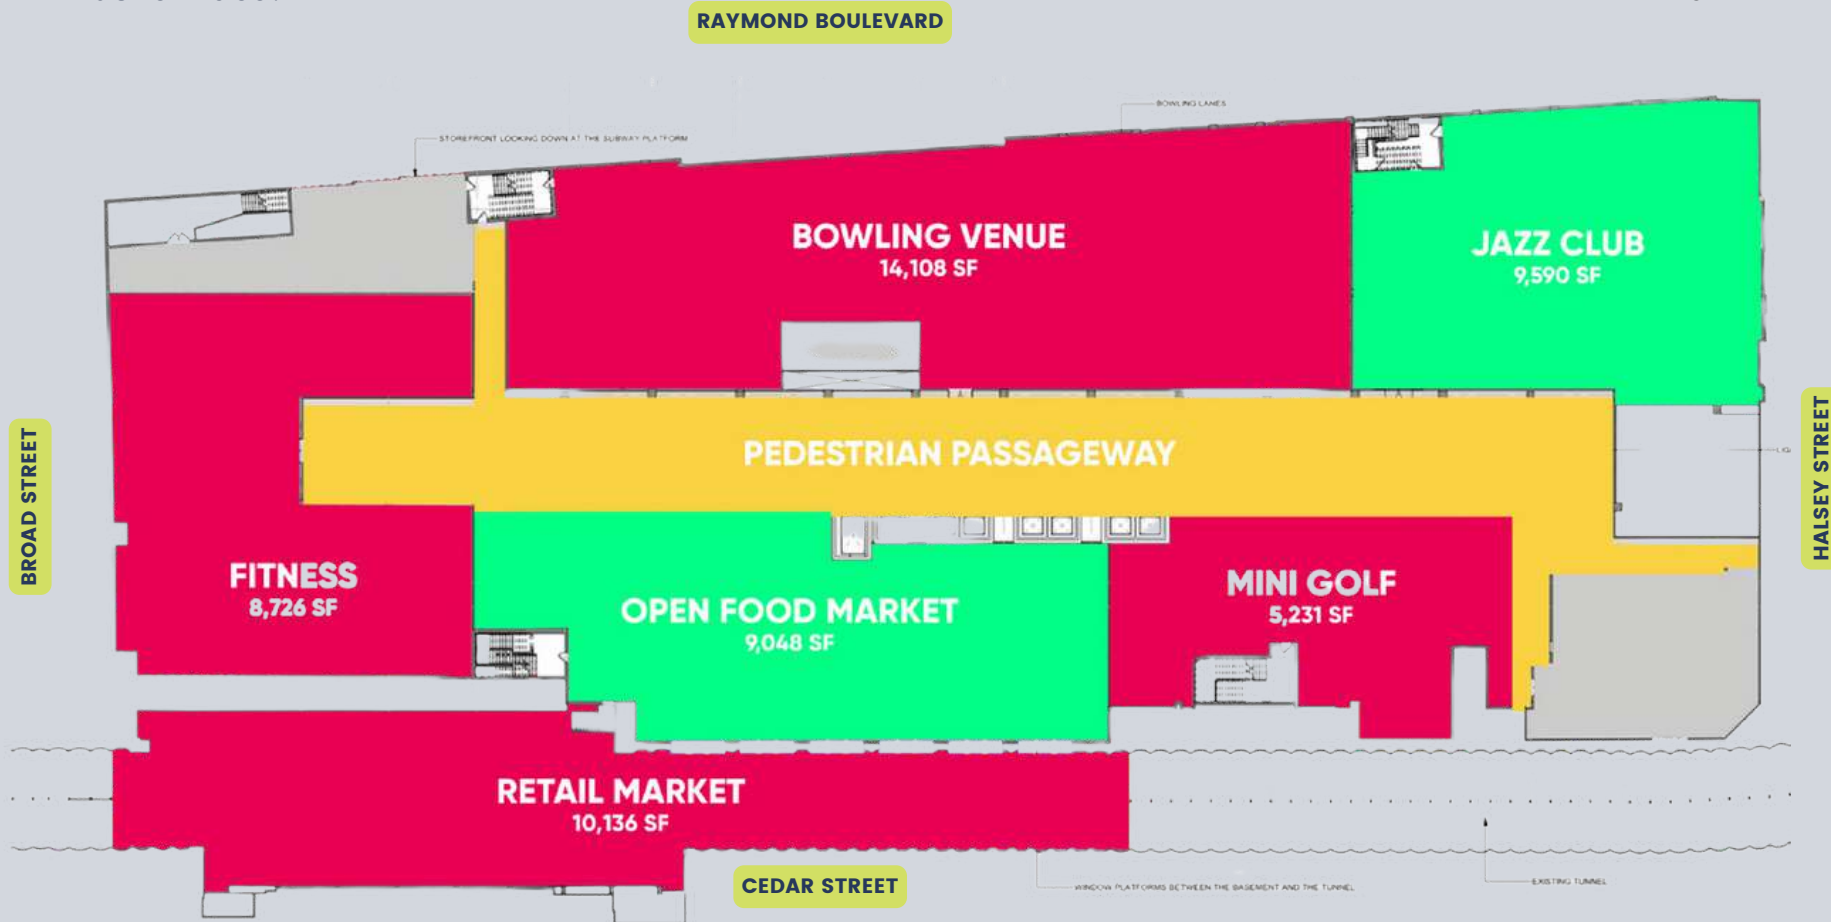 RAYMOND BOULEVARD
BOWLING LANES
STOREFRONT LOOKING DOWN AT THE SUBWAY PLATFORM
BOWLING VENUE
14,108 SF
JAZZ CLUB
9,590 SF
PEDESTRIAN PASSAGEWAY
BROAD STREET
HALSEY STREET
FITNESS
8,726 SF
OPEN FOOD MARKET
9,048 SF
MINI GOLF
5,231 SF
RETAIL MARKET
10,136 SF
CEDAR STREET
WINDOW PLATFORMS BETWEEN THE BASEMENT AND THE TUNNEL
EXISTING TUNNEL